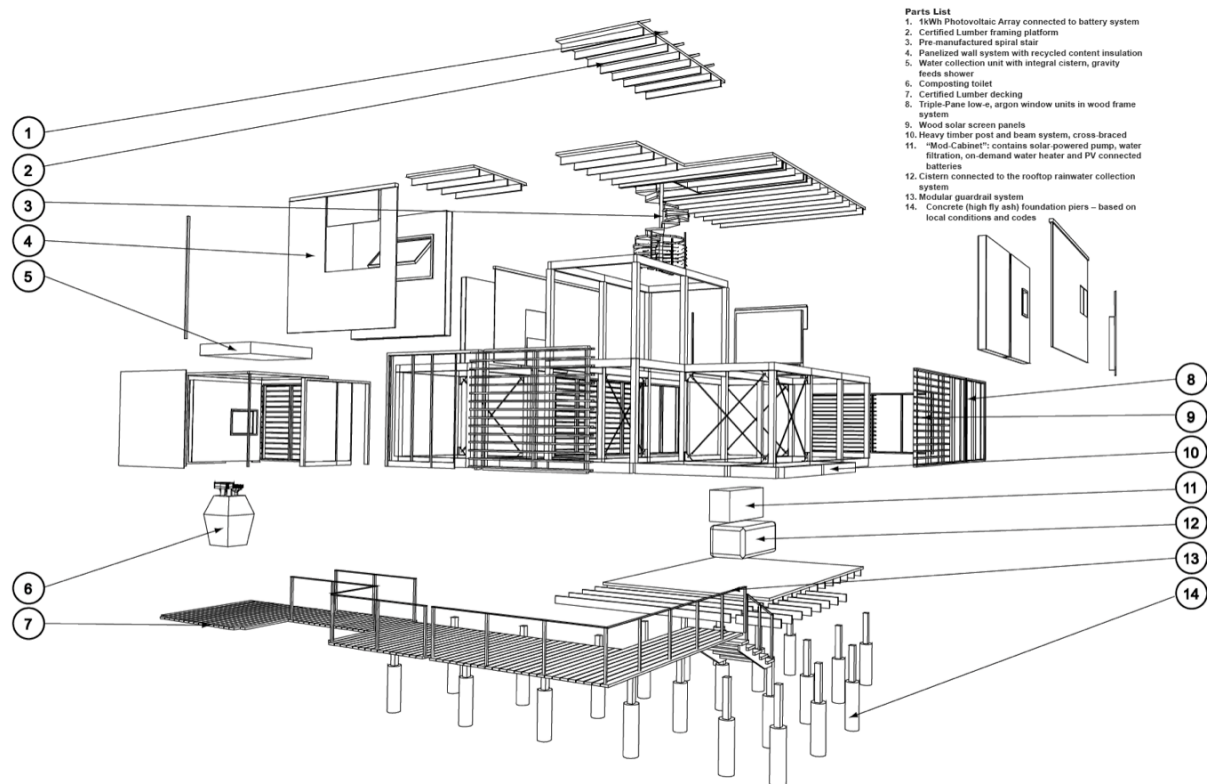 Parts List
1. 1kWh Photovoltaic Array connected to battery system
2. Certified Lumber framing platform
3. Pre-manufactured spiral stair
4. Panelized wall system with recycled content insulation
5. Water collection unit with integral cistern, gravity
feeds shower
6. Composting toilet
7. Certified Lumber decking
8. Triple-Pane low-e, argon window units in wood frame
system
9. Wood solar screen panels
10. Heavy timber post and beam system, cross-braced
11. “Mod-Cabinet”: contains solar-powered pump, water
filtration, on-demand water heater and PV connected
batteries
12. Cistern connected to the rooftop rainwater collection
system
13. Modular guardrail system
14. Concrete (high fly ash) foundation piers – based on
local conditions and codes
1
2
3
4
5
6
7
8
9
10
11
12
13
14